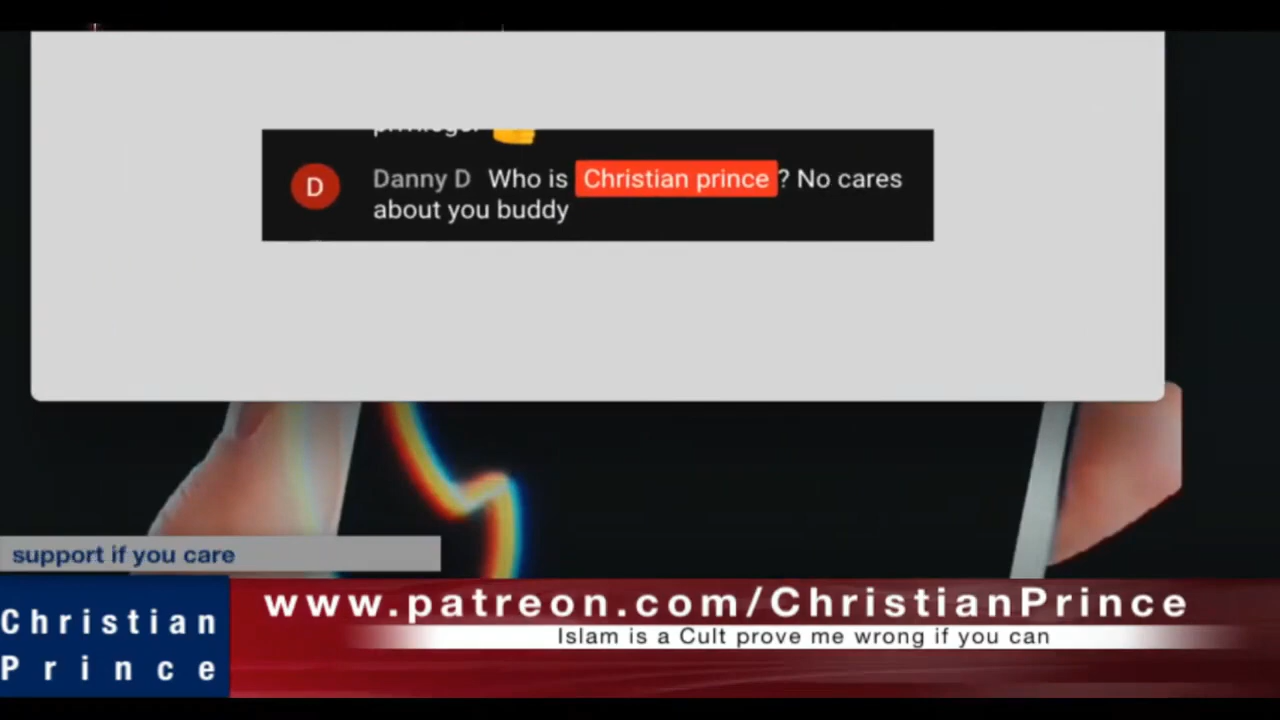 D
Danny D Who is Christian prince? No cares
about you buddy
support if you care
Christian
Prince
www.patreon.com/ChristianPrince
Islam is a Cult prove me wrong if you can